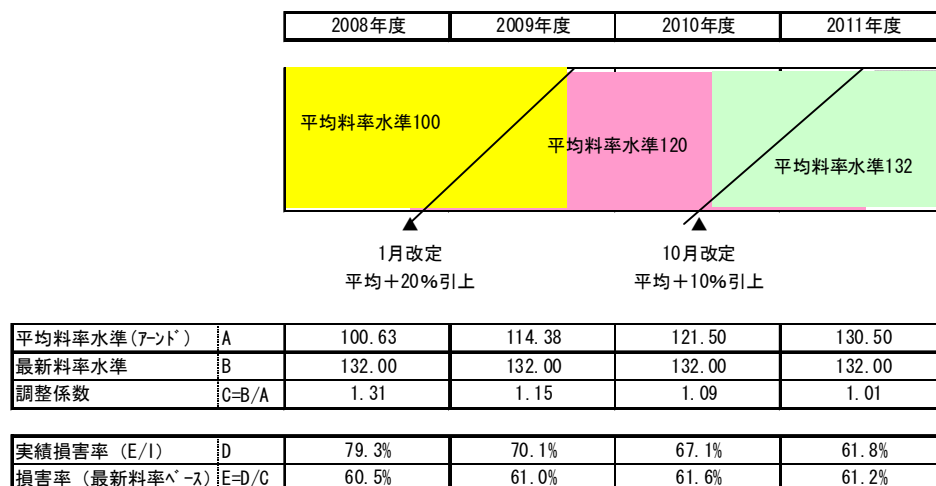 2008年度 2009年度 2010年度 2011年度
平均料率水準100
平均料率水準120
平均料率水準132
▲ ▲
1月改定 10月改定
平均+20%引上 平均+10%引上
平均料率水準(ｱｰﾝﾄﾞ) A 100.63 114.38 121.50 130.50
最新料率水準 B 132.00 132.00 132.00 132.00
調整係数 C=B/A 1.31 1.15 1.09 1.01
実績損害率 (E/I) D 79.3% 70.1% 67.1% 61.8%
損害率 (最新料率ﾍﾞｰｽ) E=D/C 60.5% 61.0% 61.6% 61.2%